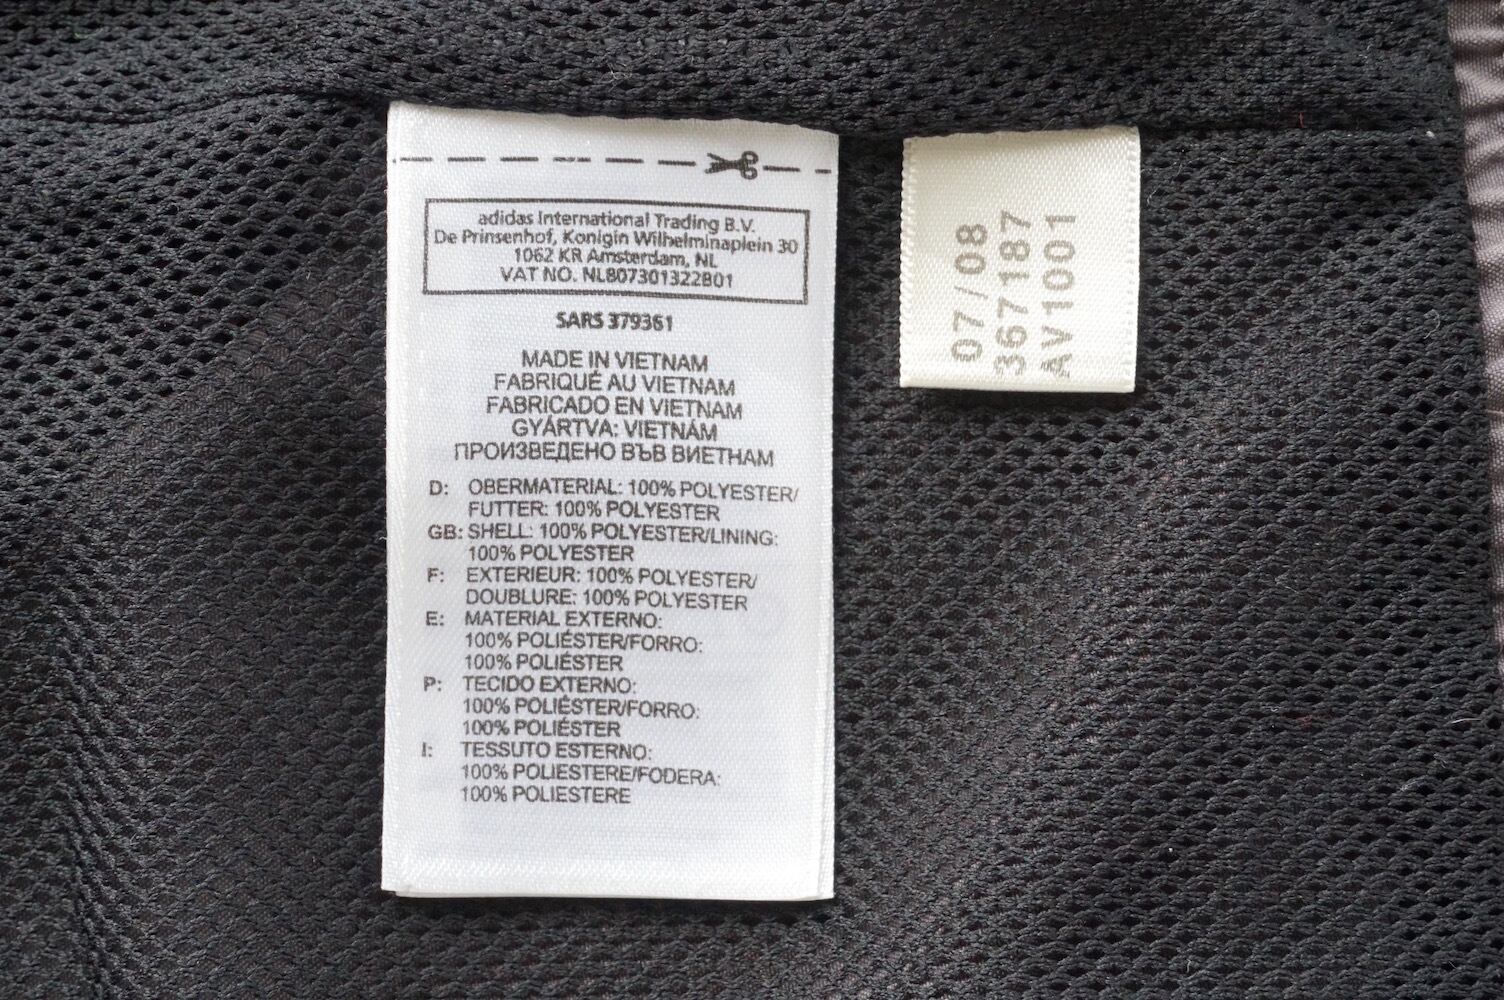 adidas International Trading B.V.
De Prinsenhof, Konigin Wilhelminaplein 30
1062 KR Amsterdam, NL
VAT NO. NL807301322B01
SARS 379361
MADE IN VIETNAM
FABRIQUÉ AU VIETNAM
FABRICADO EN VIETNAM
GYÁRTVA: VIETNÁM
ПРОИЗВЕДЕНО ВЪВ ВИЕТНАМ
D: OBERMATERIAL: 100% POLYESTER/
FUTTER: 100% POLYESTER
GB: SHELL: 100% POLYESTER/LINING:
100% POLYESTER
F: EXTERIEUR: 100% POLYESTER/
DOUBLURE: 100% POLYESTER
E: MATERIAL EXTERNO:
100% POLIÉSTER/FORRO:
100% POLIÉSTER
P: TECIDO EXTERNO:
100% POLIÉSTER/FORRO:
100% POLIÉSTER
I: TESSUTO ESTERNO:
100% POLIESTERE/FODERA:
100% POLIESTERE
07/08
367187
AV1001